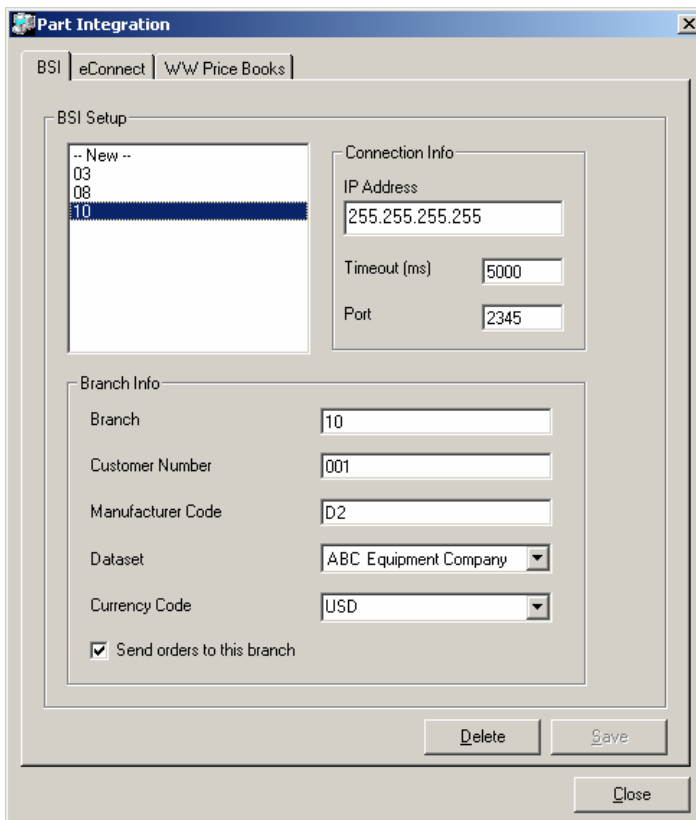 Part Integration
BSI eConnect WW Price Books
BSI Setup
-- New --
03
08
10
Connection Info
IP Address
255.255.255.255
Timeout (ms) 5000
Port 2345
Branch Info
Branch 10
Customer Number 001
Manufacturer Code D2
Dataset ABC Equipment Company
Currency Code USD
Send orders to this branch
Delete Save
Close